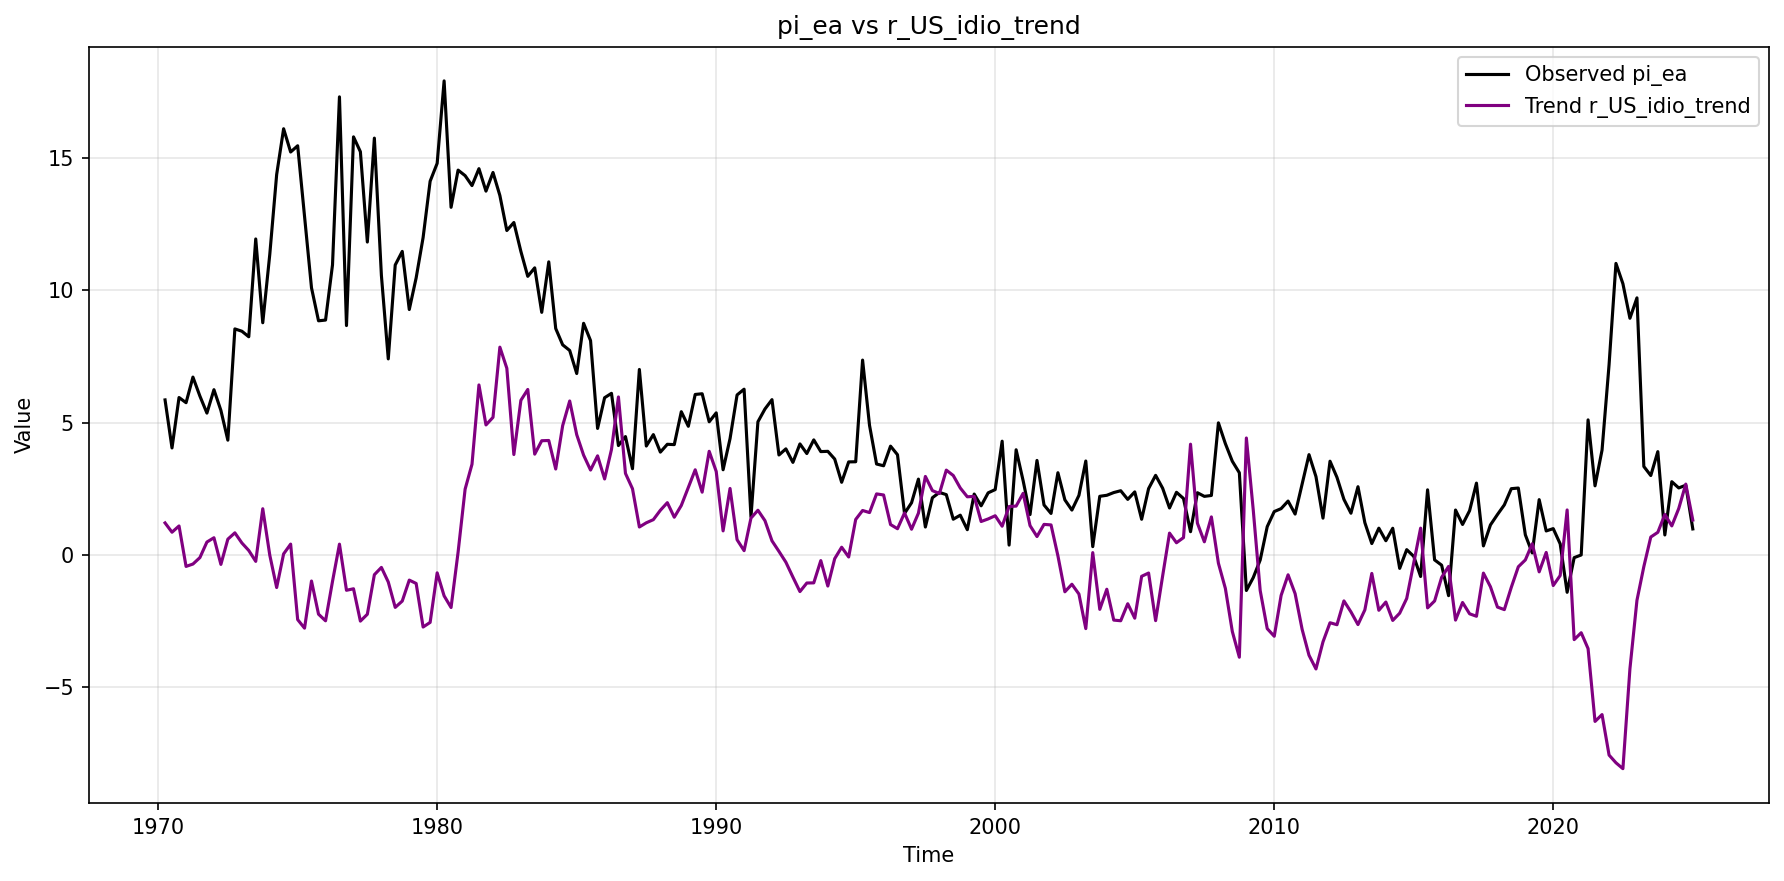 pi_ea vs r_US_idio_trend
Observed pi_ea
Trend r_US_idio_trend
Value
15
10
5
0
−5
1970
1980
1990
2000
2010
2020
Time